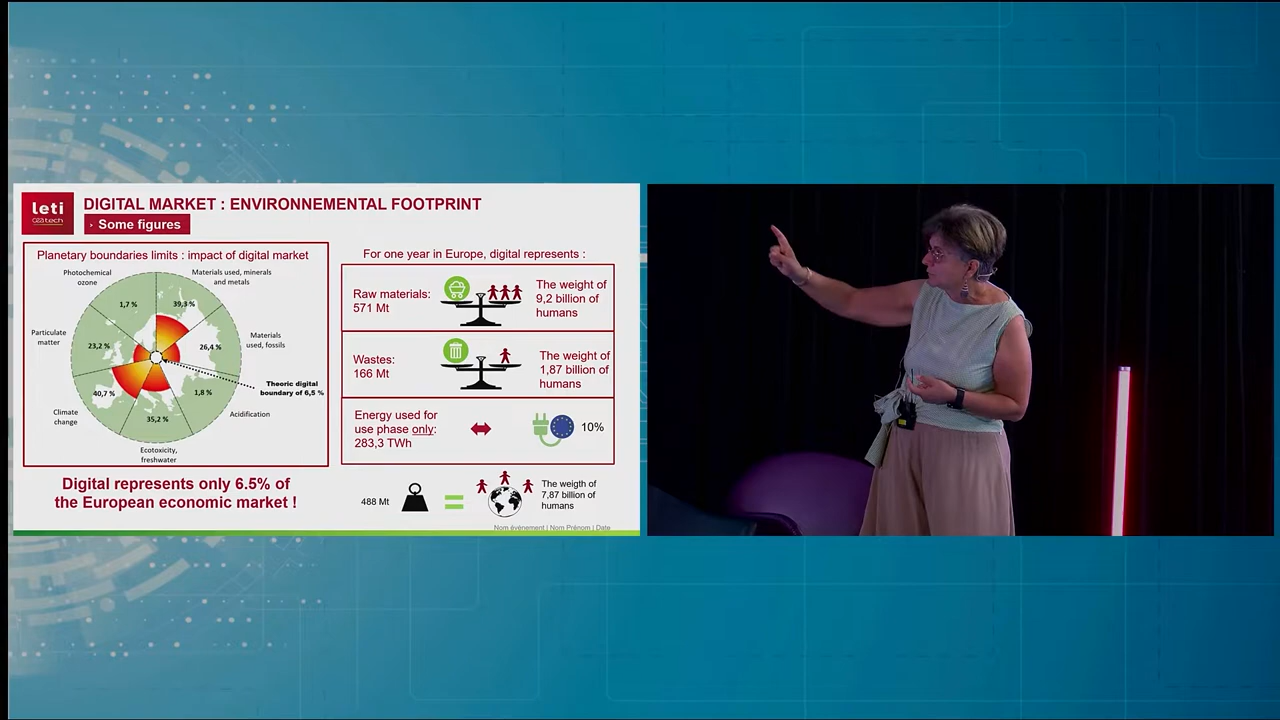 leti
ceatech
DIGITAL MARKET : ENVIRONNEMENTAL FOOTPRINT
› Some figures
Planetary boundaries limits : impact of digital market
Photochemical
ozone
Materials used, minerals
and metals
1,7 %
39,3 %
Particulate
matter
23,2 %
26,4 %
Materials
used, fossils
Theoric digital
boundary of 6,5 %
40,7 %
1,8 %
Climate
change
35,2 %
Acidification
Ecotoxicity,
freshwater
Digital represents only 6.5% of
the European economic market !
For one year in Europe, digital represents :
Raw materials:
571 Mt
The weight of
9,2 billion of
humans
Wastes:
166 Mt
The weight of
1,87 billion of
humans
Energy used for
use phase only:
283,3 TWh
10%
488 Mt
The weigth of
7,87 billion of
humans
Nom événement | Nom Prénom | Date